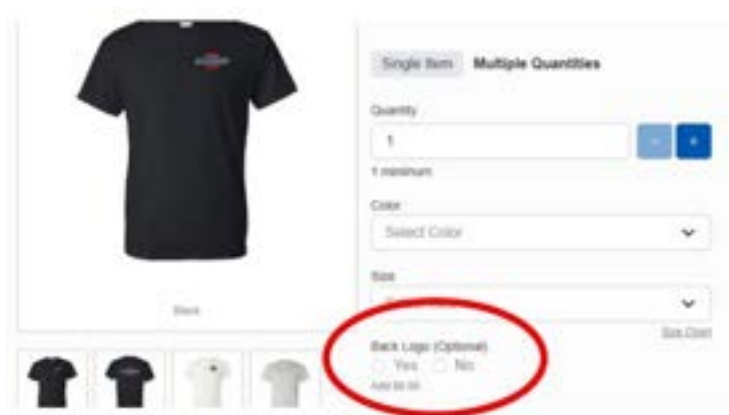 Single Item Multiple Quantities
Quantity
1
- +
1 minimum
Color
Select Color
Size
Size Chart
Black
Back Logo (Optional)
Yes No